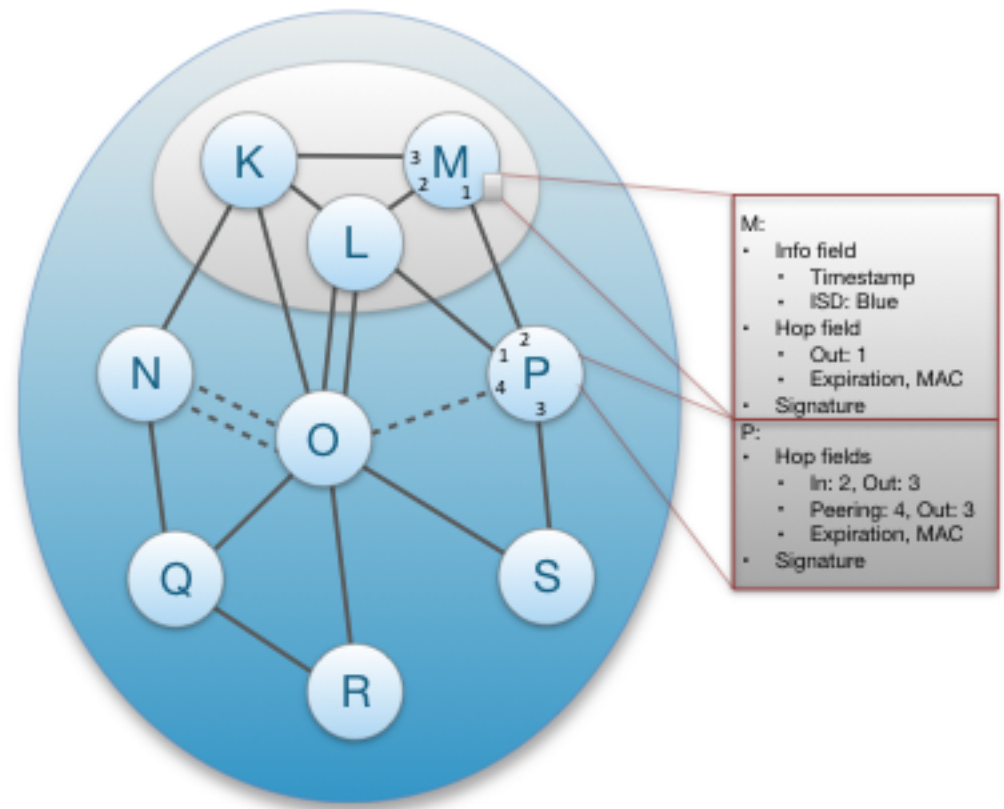 K
M
3
2
1
L
M:
• Info field
• Timestamp
• ISD: Blue
• Hop field
• Out: 1
• Expiration, MAC
• Signature
N
1
2
P
4
3
O
P:
• Hop fields
• In: 2, Out: 3
• Peering: 4, Out: 3
• Expiration, MAC
• Signature
Q
S
R